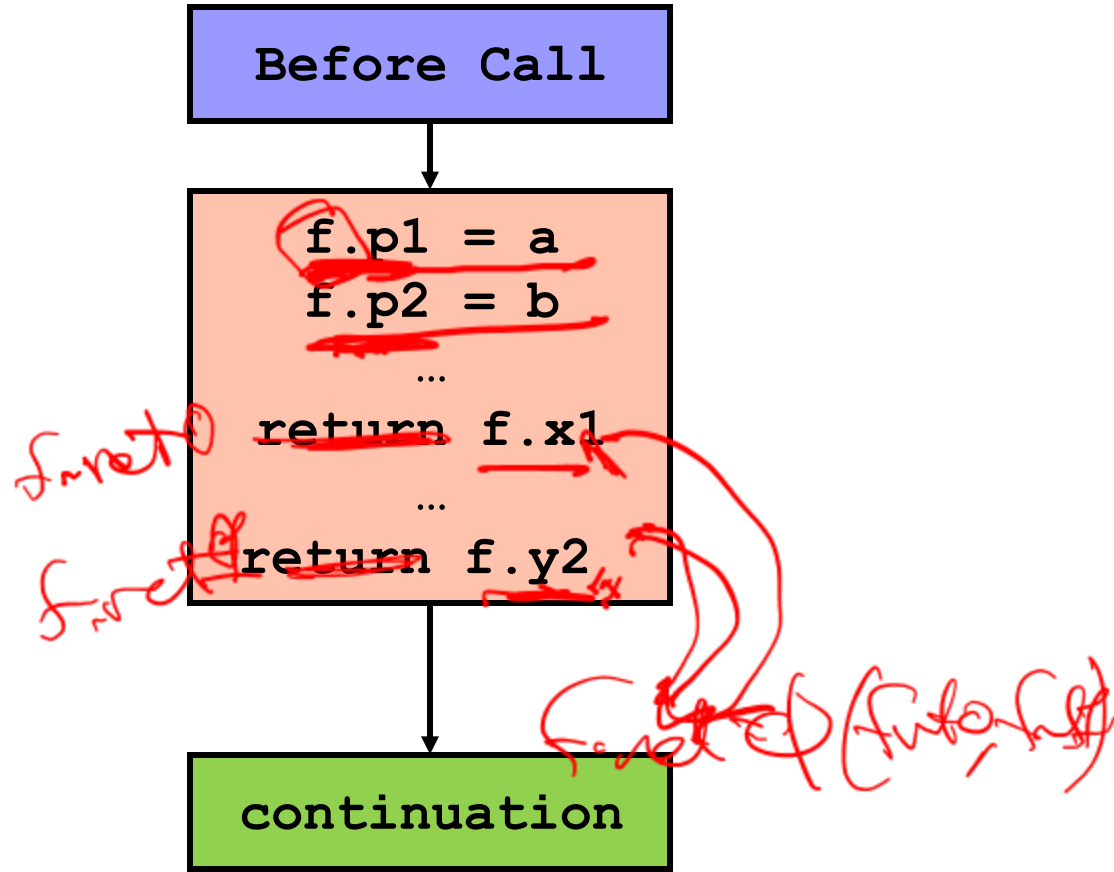 Before Call
f.p1 = a
f.p2 = b
…
return f.x1
…
return f.y2
continuation